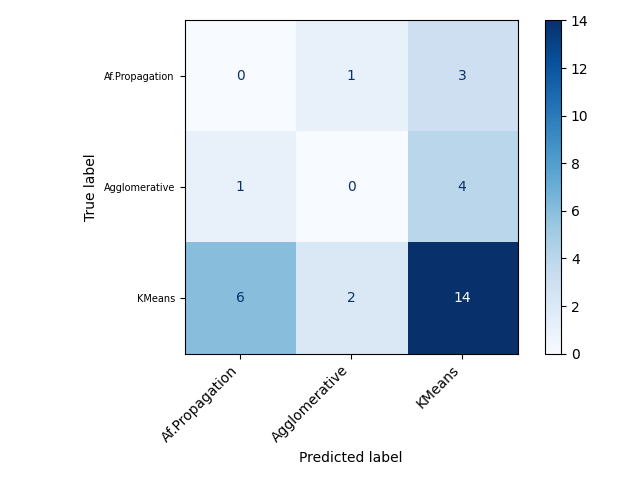 Af.Propagation 0 1 3
Agglomerative 1 0 4
KMeans 6 2 14
Af.Propagation Agglomerative KMeans
Predicted label
True label
14
12
10
8
6
4
2
0